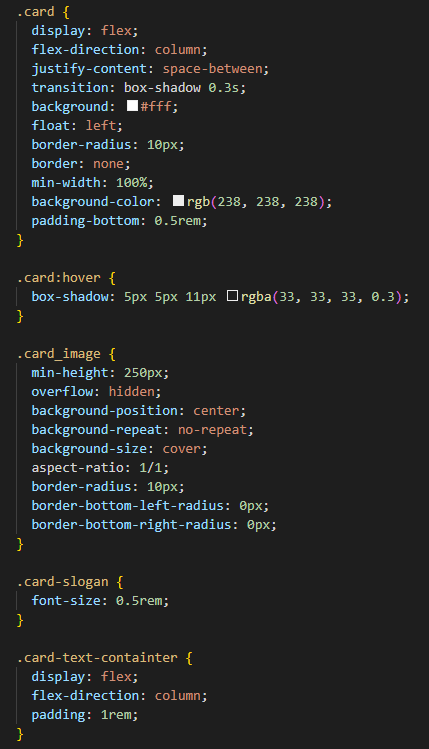 .card {
display: flex;
flex-direction: column;
justify-content: space-between;
transition: box-shadow 0.3s;
background: #fff;
float: left;
border-radius: 10px;
border: none;
min-width: 100%;
background-color: rgb(238, 238, 238);
padding-bottom: 0.5rem;
}
.card:hover {
box-shadow: 5px 5px 11px rgba(33, 33, 33, 0.3);
}
.card_image {
min-height: 250px;
overflow: hidden;
background-position: center;
background-repeat: no-repeat;
background-size: cover;
aspect-ratio: 1/1;
border-radius: 10px;
border-bottom-left-radius: 0px;
border-bottom-right-radius: 0px;
}
.card-slogan {
font-size: 0.5rem;
}
.card-text-containter {
display: flex;
flex-direction: column;
padding: 1rem;
}